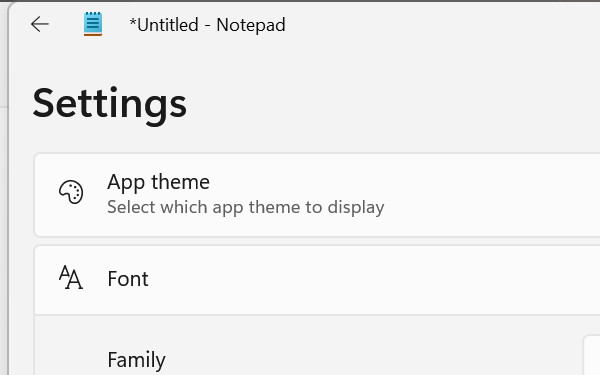 *Untitled - Notepad
Settings
App theme
Select which app theme to display
Font
Family